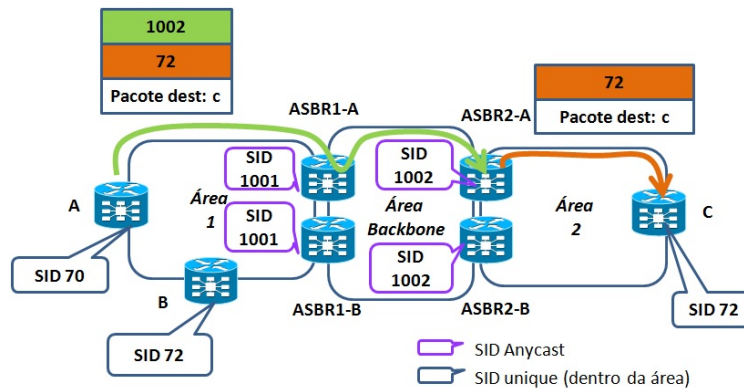 1002
72
Pacote dest: c
72
Pacote dest: c
ASBR1-A
ASBR2-A
SID
1001
SID
1002
A
Área
1
SID
1001
Área
Backbone
Área
2
C
SID
1002
SID 70
B
ASBR1-B
ASBR2-B
SID 72
SID 72
SID Anycast
SID unique (dentro da área)